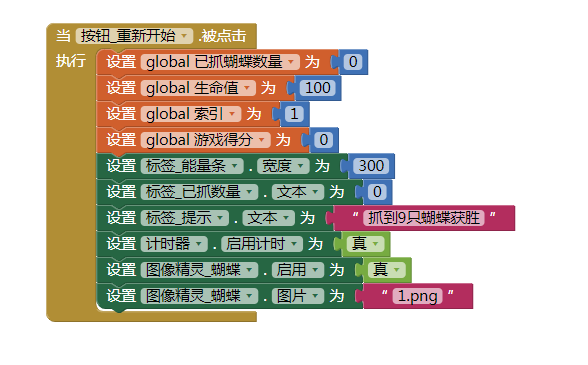 当 按钮_重新开始 .被点击
执行 设置 global 已抓蝴蝶数量 为 0
设置 global 生命值 为 100
设置 global 索引 为 1
设置 global 游戏得分 为 0
设置 标签_能量条 . 宽度 为 300
设置 标签_已抓数量 . 文本 为 0
设置 标签_提示 . 文本 为 “ 抓到9只蝴蝶获胜 ”
设置 计时器 . 启用计时 为 真
设置 图像精灵_蝴蝶 . 启用 为 真
设置 图像精灵_蝴蝶 . 图片 为 “ 1.png ”